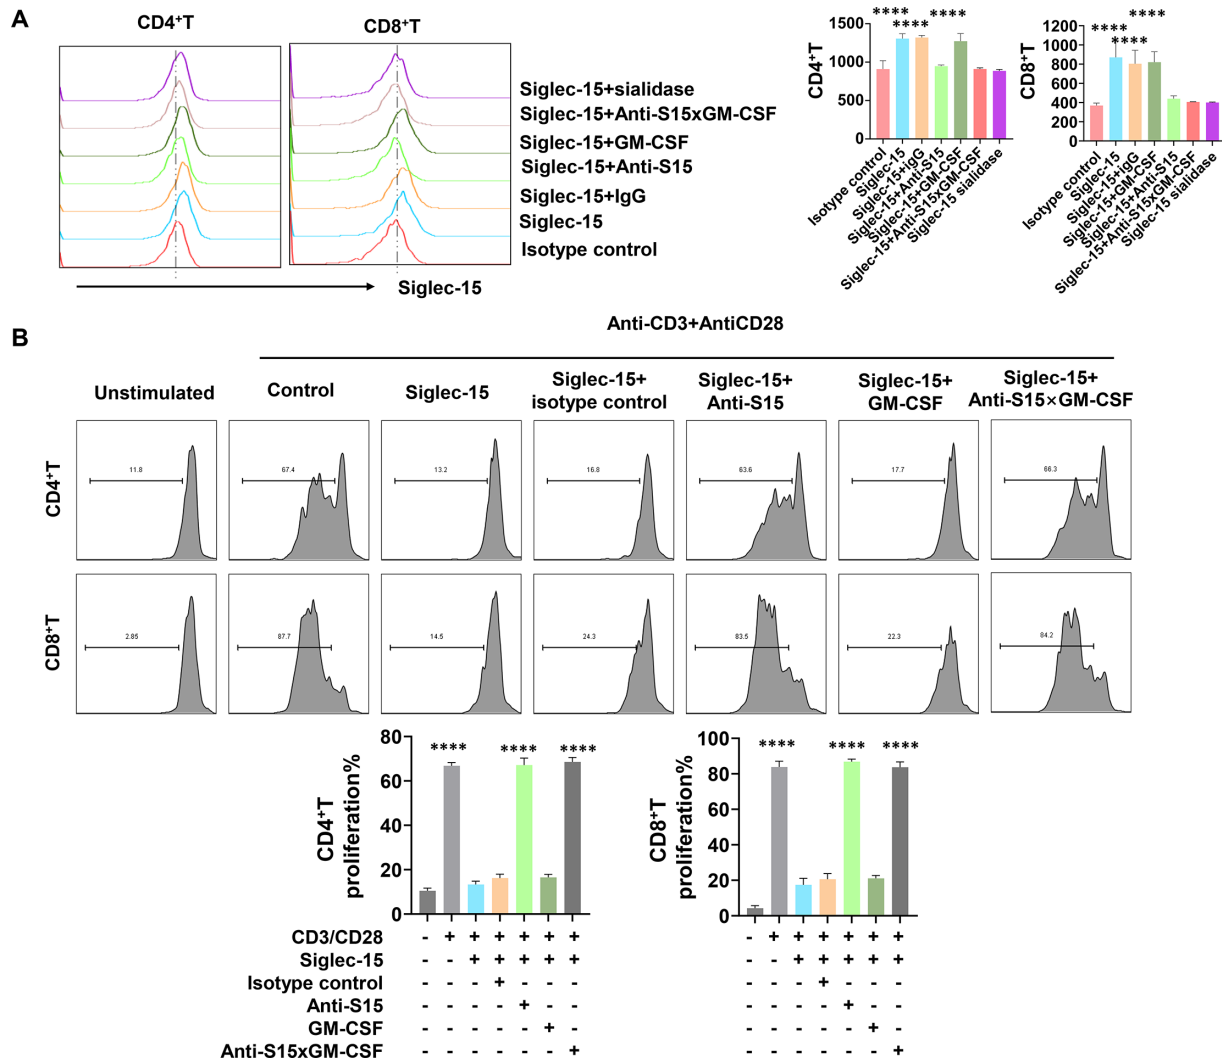 A
CD4+T
CD8+T
Siglec-15+sialidase
Siglec-15+Anti-S15xGM-CSF
Siglec-15+GM-CSF
Siglec-15+Anti-S15
Siglec-15+IgG
Siglec-15
Isotype control
Siglec-15
CD4+T
1500
1000
500
0
**** **** ****
Isotype control
Siglec-15
Siglec-15+igG
Siglec-15+Anti-S15
Siglec-15+GM-CSF
Siglec-15+Anti-S15xGM-CSF
Siglec-15 sialidase
CD8+T
1200
1000
800
600
400
200
0
**** **** ****
Isotype control
Siglec-15
Siglec-15+IgG
Siglec-15+GM-CSF
Siglec-15+Anti-S15
Siglec-15+Anti-S15xGM-CSF
Siglec-15 sialidase
B
Anti-CD3+AntiCD28
Unstimulated
Control
Siglec-15
Siglec-15+
isotype control
Siglec-15+
Anti-S15
Siglec-15+
GM-CSF
Siglec-15+
Anti-S15×GM-CSF
CD4+T
11.8 67.4 13.2 16.8 63.6 17.7 66.3
CD8+T
2.85 87.7 14.5 24.3 83.5 22.3 84.2
CD4+T
proliferation%
80
60
40
20
0
**** **** ****
CD8+T
proliferation%
100
80
60
40
20
0
**** **** ****
CD3/CD28 - + + + + + + - + + + + + +
Siglec-15 - - + + + + + - - + + + + +
Isotype control - - - + - - - - - - + - - -
Anti-S15 - - - - + - - - - - - + - -
GM-CSF - - - - - + - - - - - - + -
Anti-S15xGM-CSF - - - - - - + - - - - - - +